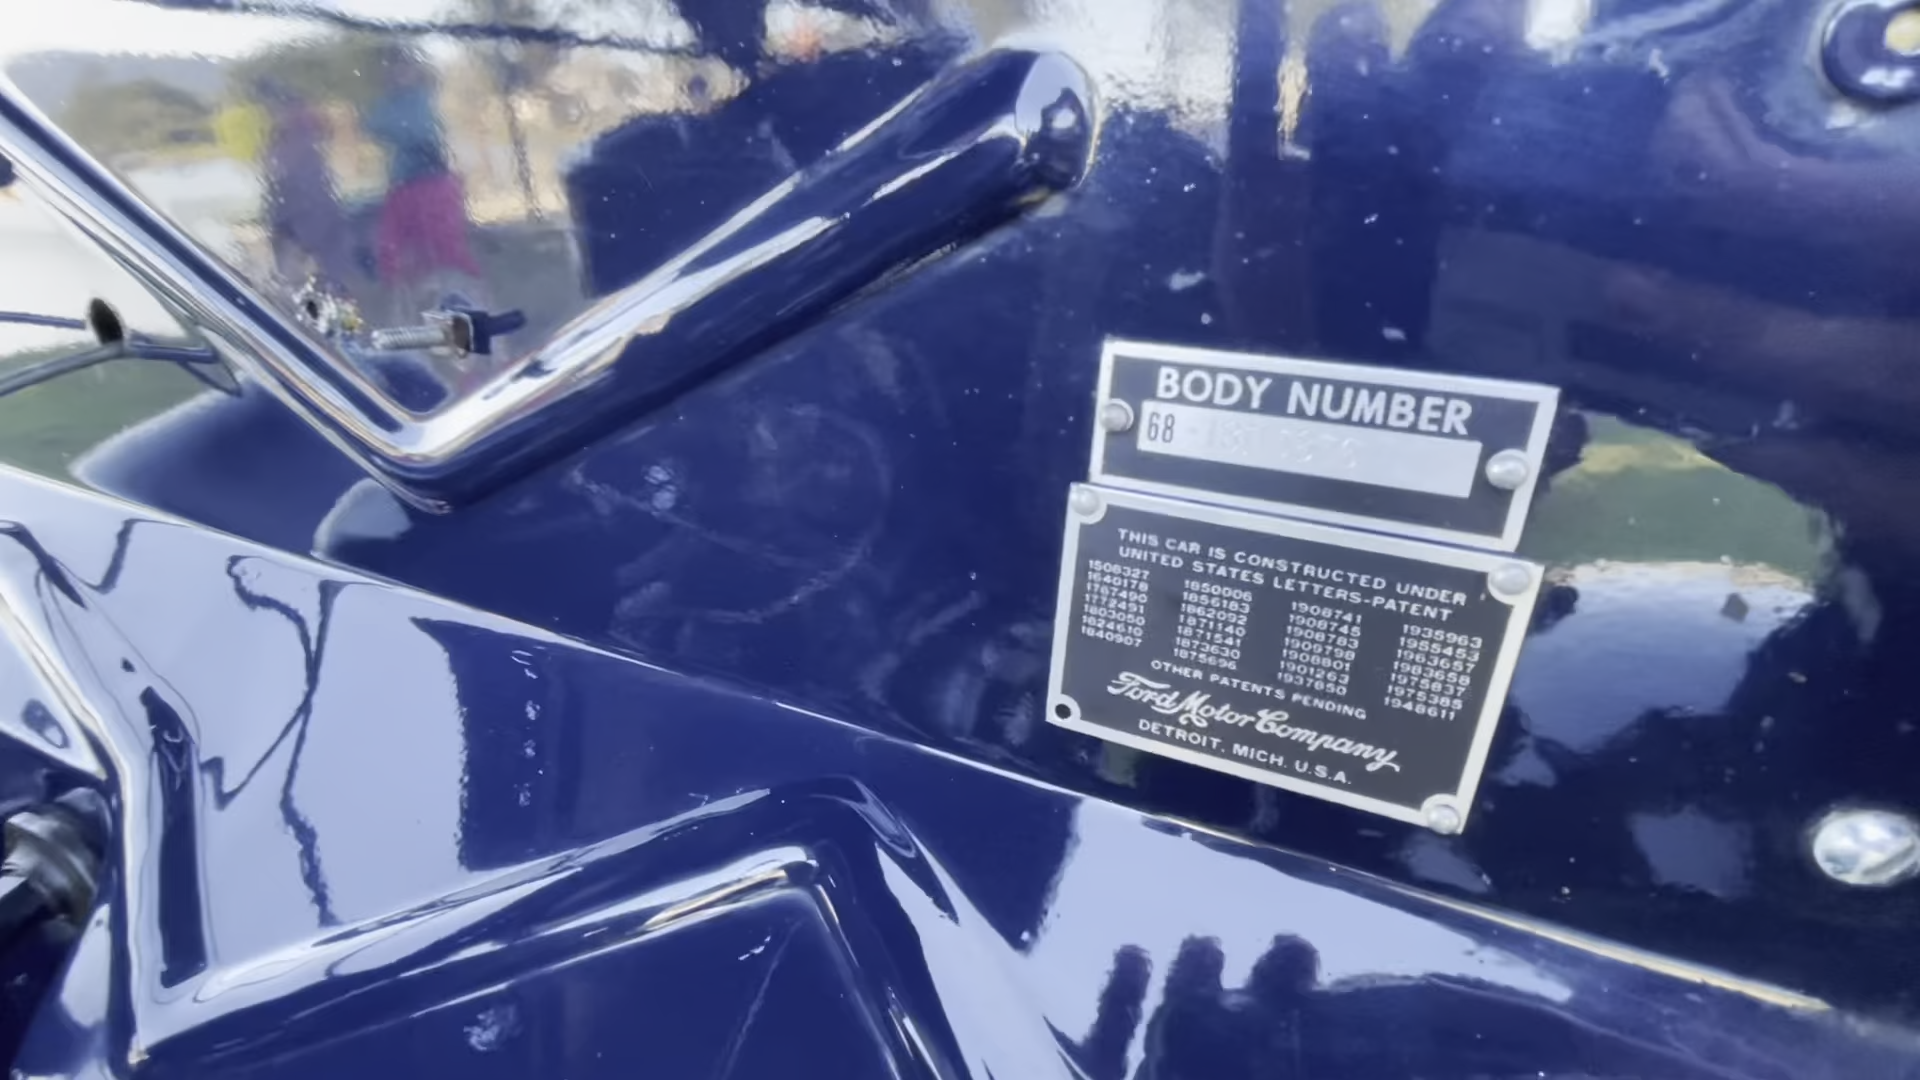 BODY NUMBER
68
THIS CAR IS CONSTRUCTED UNDER
UNITED STATES LETTERS-PATENT
1508327 1850006 1908741 1935963
1640178 1856183 1908745 1955453
1767490 1862092 1908783 1963657
1772491 1871140 1909798 1983658
1803050 1871541 1908801 1975837
1824610 1873630 1901263 1975385
1840907 1875696 1937850 1948611
OTHER PATENTS PENDING
Ford Motor Company
DETROIT, MICH. U.S.A.